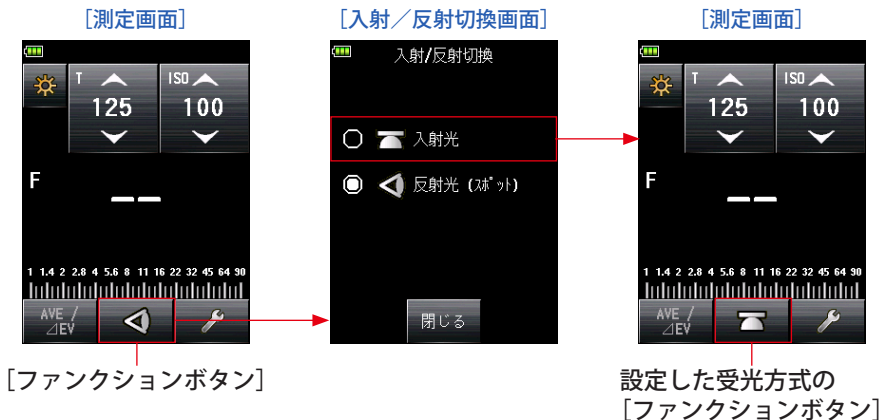 [測定画面]
T
ISO
125
100
F
1 1.4 2 2.8 4 5.6 8 11 16 22 32 45 64 90
AVE /
⊿EV
[ファンクションボタン]
[入射／反射切換画面]
入射/反射切換
入射光
反射光 (ｽﾎﾟｯﾄ)
閉じる
[測定画面]
T
ISO
125
100
F
1 1.4 2 2.8 4 5.6 8 11 16 22 32 45 64 90
AVE /
⊿EV
設定した受光方式の
[ファンクションボタン]